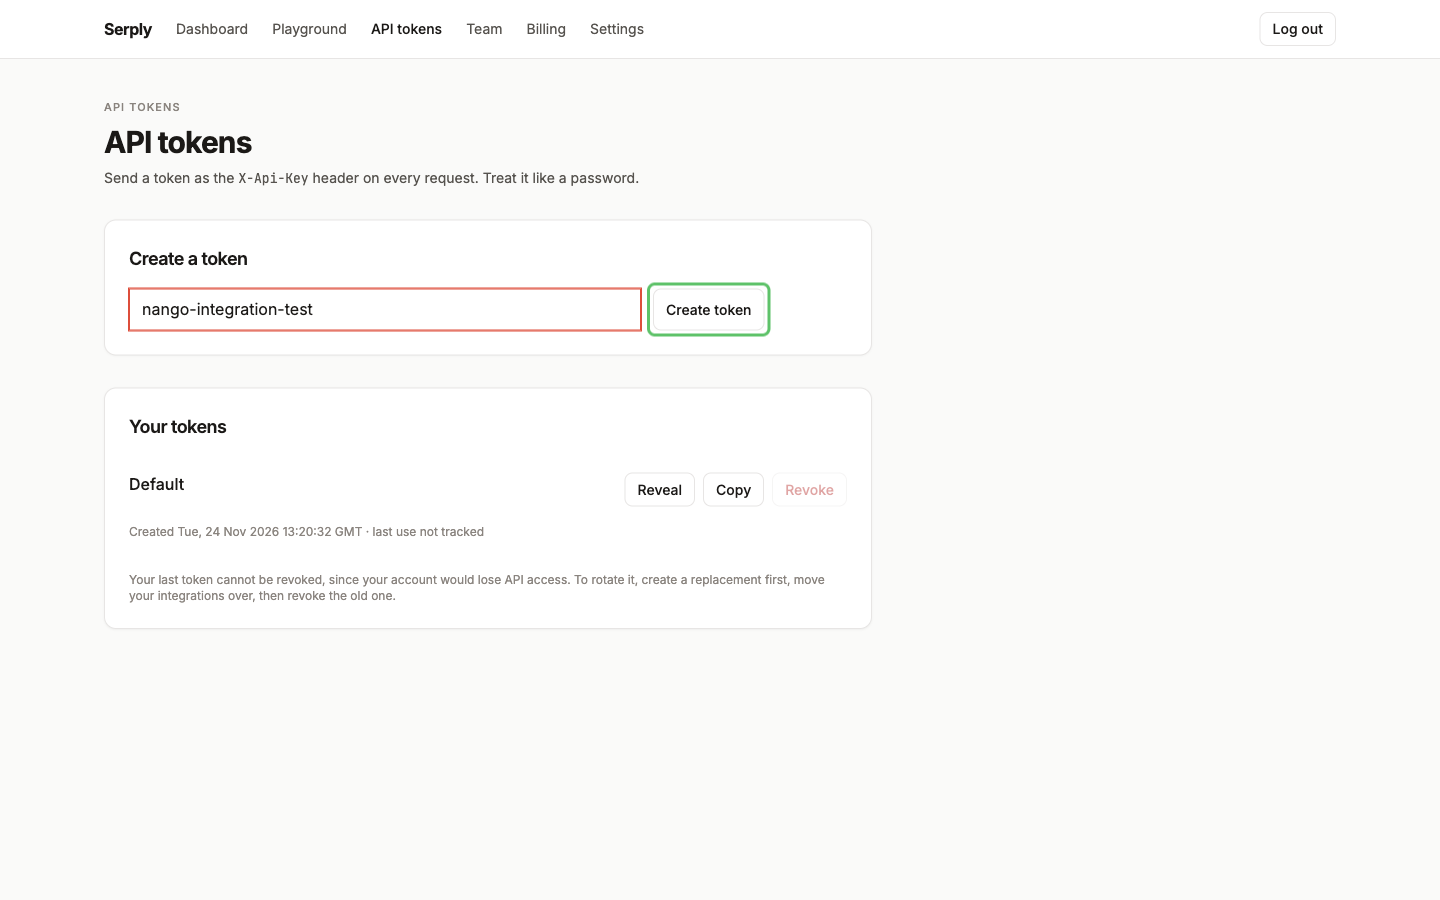 Serply Dashboard Playground API tokens Team Billing Settings Log out
API TOKENS
API tokens
Send a token as the X-Api-Key header on every request. Treat it like a password.
Create a token
nango-integration-test Create token
Your tokens
Default Reveal Copy Revoke
Created Tue, 24 Nov 2026 13:20:32 GMT · last use not tracked
Your last token cannot be revoked, since your account would lose API access. To rotate it, create a replacement first, move
your integrations over, then revoke the old one.